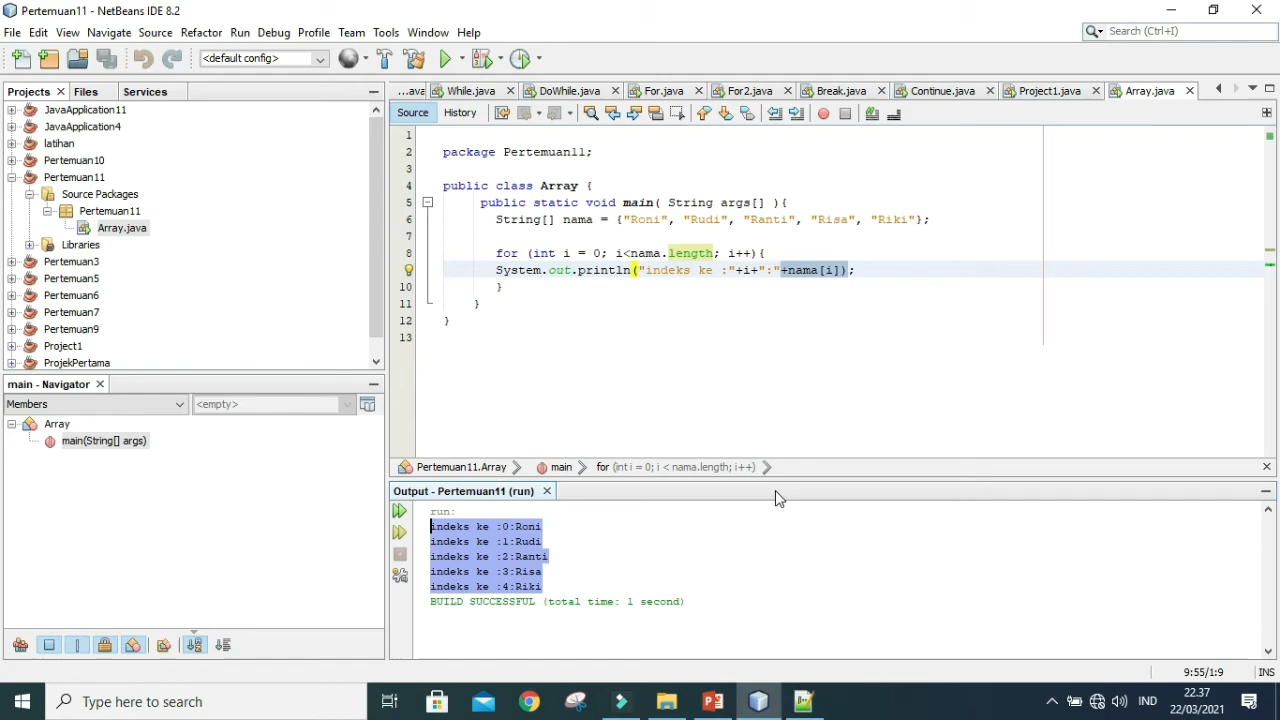 Pertemuan11 - NetBeans IDE 8.2
File Edit View Navigate Source Refactor Run Debug Profile Team Tools Window Help
Search (Ctrl+I)
<default config>
Projects Files Services
JavaApplication11
JavaApplication4
latihan
Pertemuan10
Pertemuan11
Source Packages
Pertemuan11
Array.java
Libraries
Pertemuan3
Pertemuan5
Pertemuan6
Pertemuan7
Pertemuan9
Project1
ProjekPertama
...ava While.java DoWhile.java For.java For2.java Break.java Continue.java Project1.java Array.java
Source History
1
2 package Pertemuan11;
3
4 public class Array {
5 public static void main( String args[] ){
6 String[] nama = {"Roni", "Rudi", "Ranti", "Risa", "Riki"};
7
8 for (int i = 0; i<nama.length; i++){
System.out.println("indeks ke :"+i+":"+nama[i]);
10 }
11 }
12 }
13
Pertemuan11.Array main for (int i = 0; i < nama.length; i++)
main - Navigator
Members <empty>
Array
main(String[] args)
Output - Pertemuan11 (run)
run:
indeks ke :0:Roni
indeks ke :1:Rudi
indeks ke :2:Ranti
indeks ke :3:Risa
indeks ke :4:Riki
BUILD SUCCESSFUL (total time: 1 second)
9:55/1:9 INS
Type here to search
IND
22.37
22/03/2021